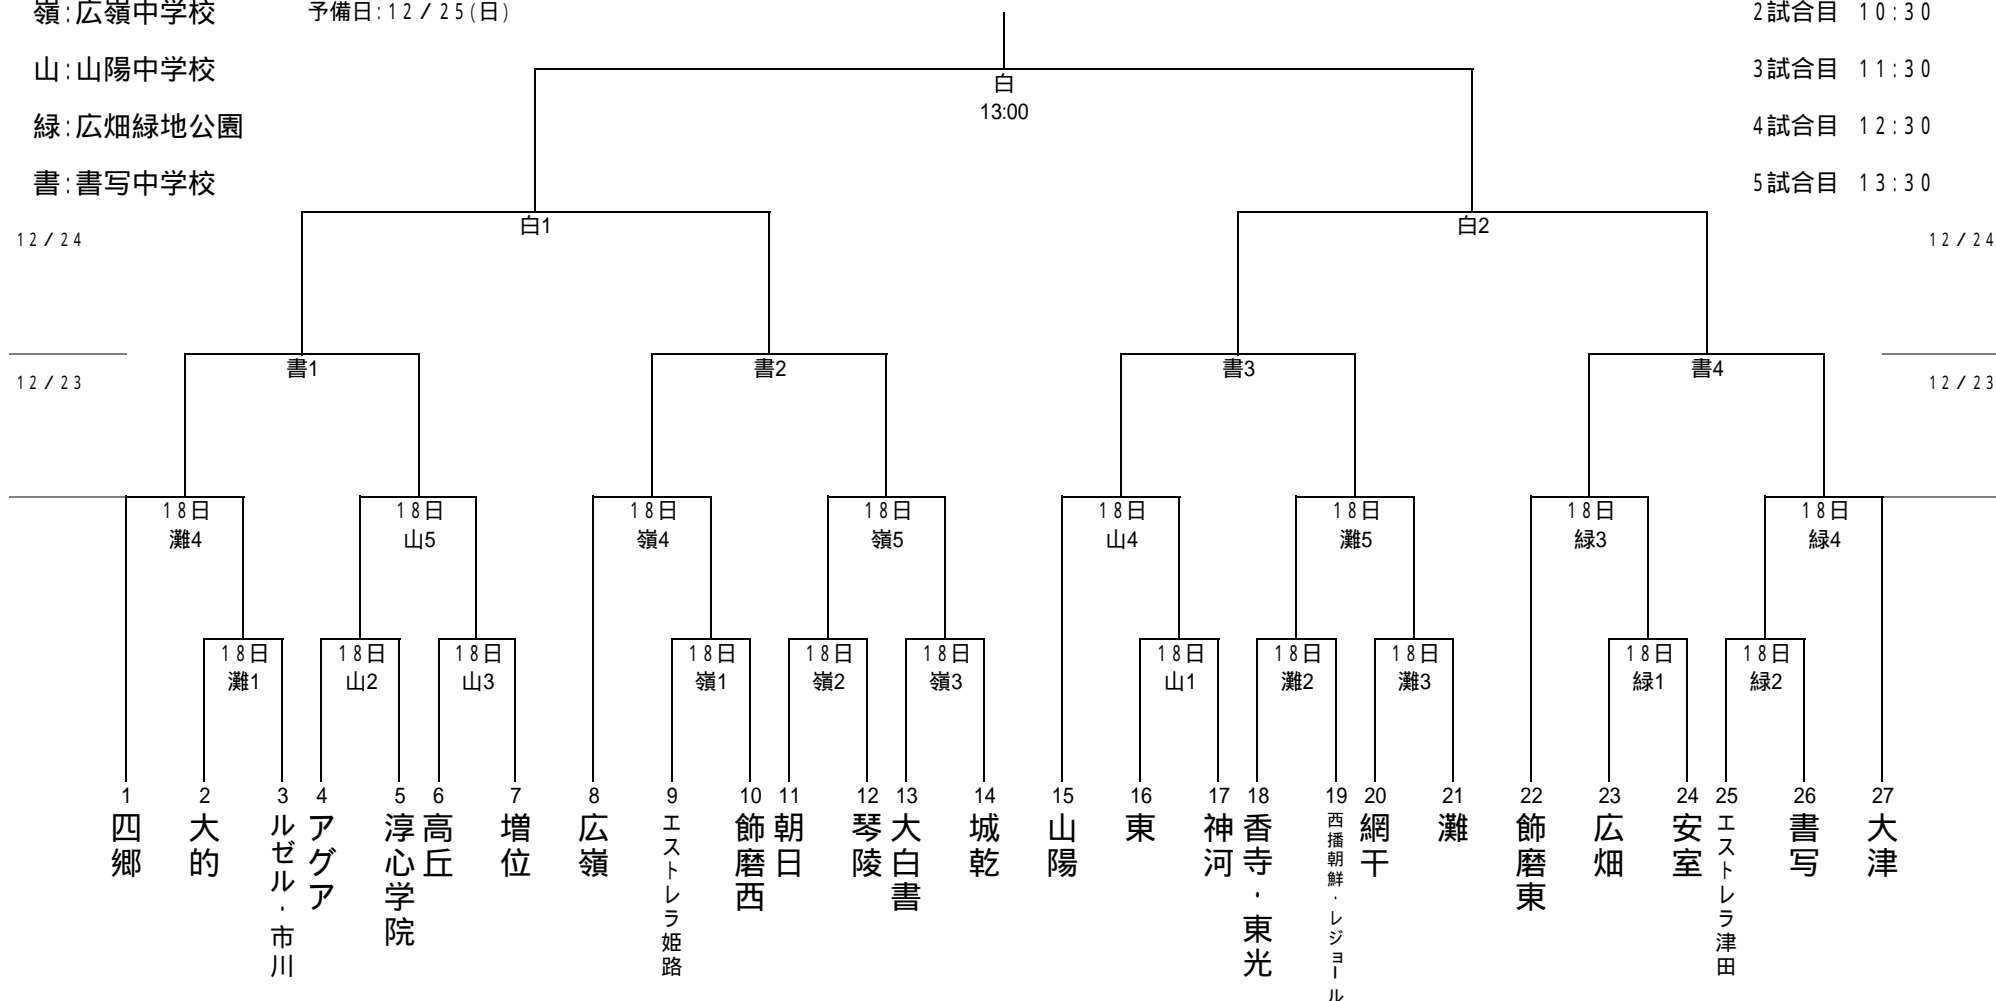 嶺:広嶺中学校 予備日:12/25(日) 2試合目 10:30
山:山陽中学校 3試合目 11:30
白
13:00
緑:広畑緑地公園 4試合目 12:30
書:書写中学校 5試合目 13:30
白1 白2
12/24 12/24
書1 書2 書3 書4
12/23 12/23
18日 18日 18日 18日 18日 18日 18日 18日
灘4 山5 嶺4 嶺5 山4 灘5 緑3 緑4
18日 18日 18日 18日 18日 18日 18日 18日 18日 18日 18日
灘1 山2 山3 嶺1 嶺2 嶺3 山1 灘2 灘3 緑1 緑2
1 2 3 4 5 6 7 8 9 10 11 12 13 14 15 16 17 18 19 20 21 22 23 24 25 26 27
四郷
大的
ルゼル・市川
アグア
淳心学院
高丘
増位
広嶺
エストレラ姫路
飾磨西
朝日
琴陵
大白書
城乾
山陽
東
神河
香寺・東光
西播朝鮮・レジョール
網干
灘
飾磨東
広畑
安室
エストレラ津田
書写
大津